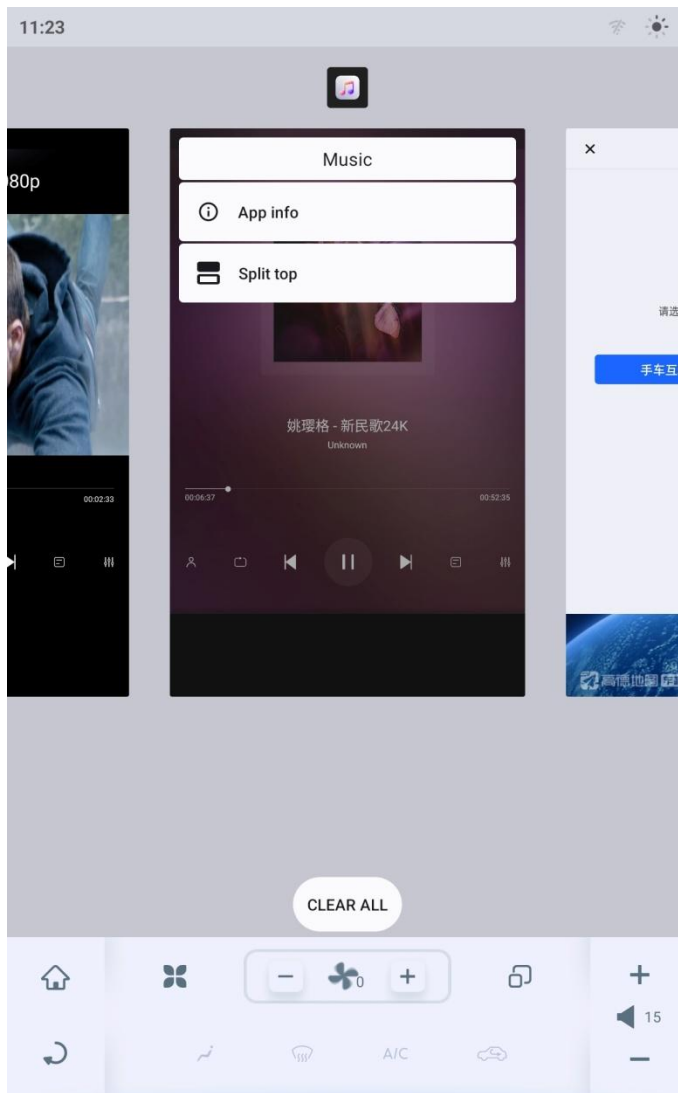 11:23
080p
Music
App info
Split top
请选
手车互
姚璎格 - 新民歌24K
Unknown
00:02:33
00:06:37
00:52:35
高德地图
CLEAR ALL
0
15
A/C